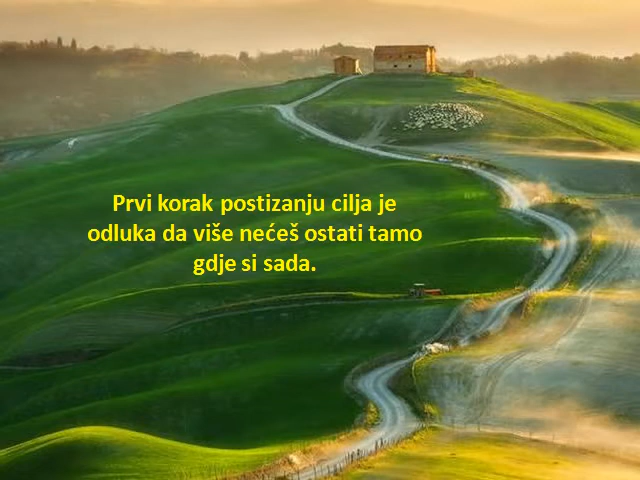 Prvi korak postizanju cilja je
odluka da više nećeš ostati tamo
gdje si sada.